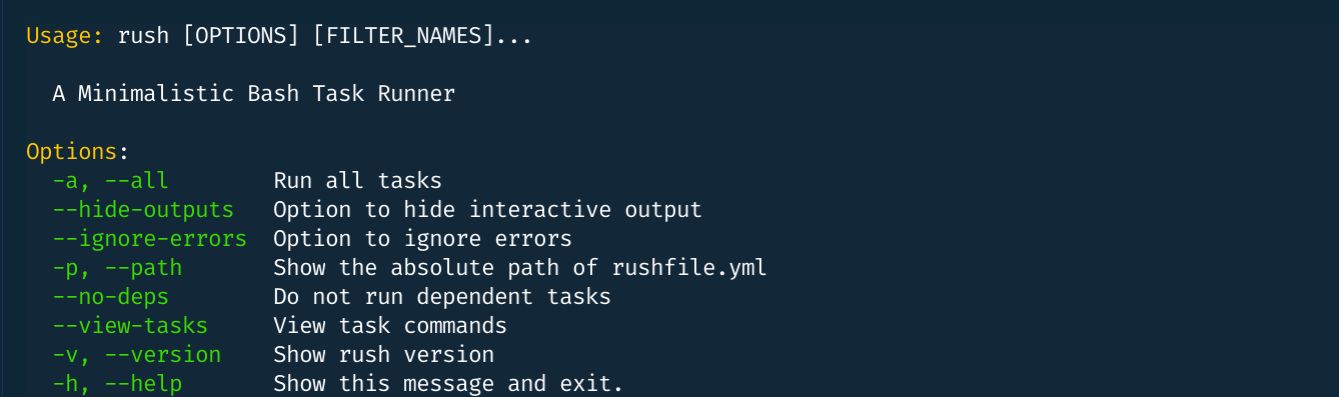 Usage: rush [OPTIONS] [FILTER_NAMES]...
A Minimalistic Bash Task Runner
Options:
-a, --all Run all tasks
--hide-outputs Option to hide interactive output
--ignore-errors Option to ignore errors
-p, --path Show the absolute path of rushfile.yml
--no-deps Do not run dependent tasks
--view-tasks View task commands
-v, --version Show rush version
-h, --help Show this message and exit.